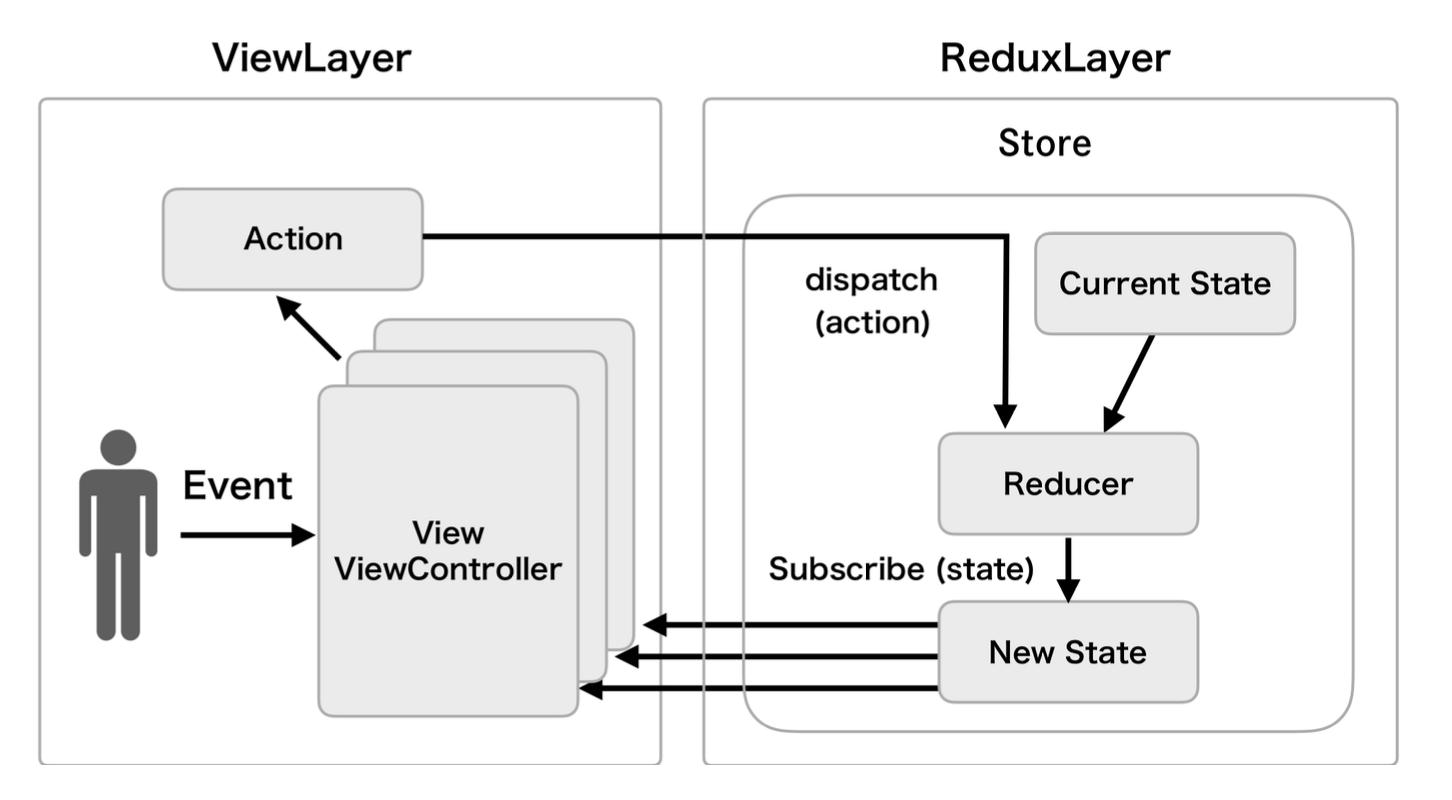 ViewLayer
ReduxLayer
Store
Action
Current State
dispatch
(action)
Event
View
ViewController
Reducer
Subscribe (state)
New State